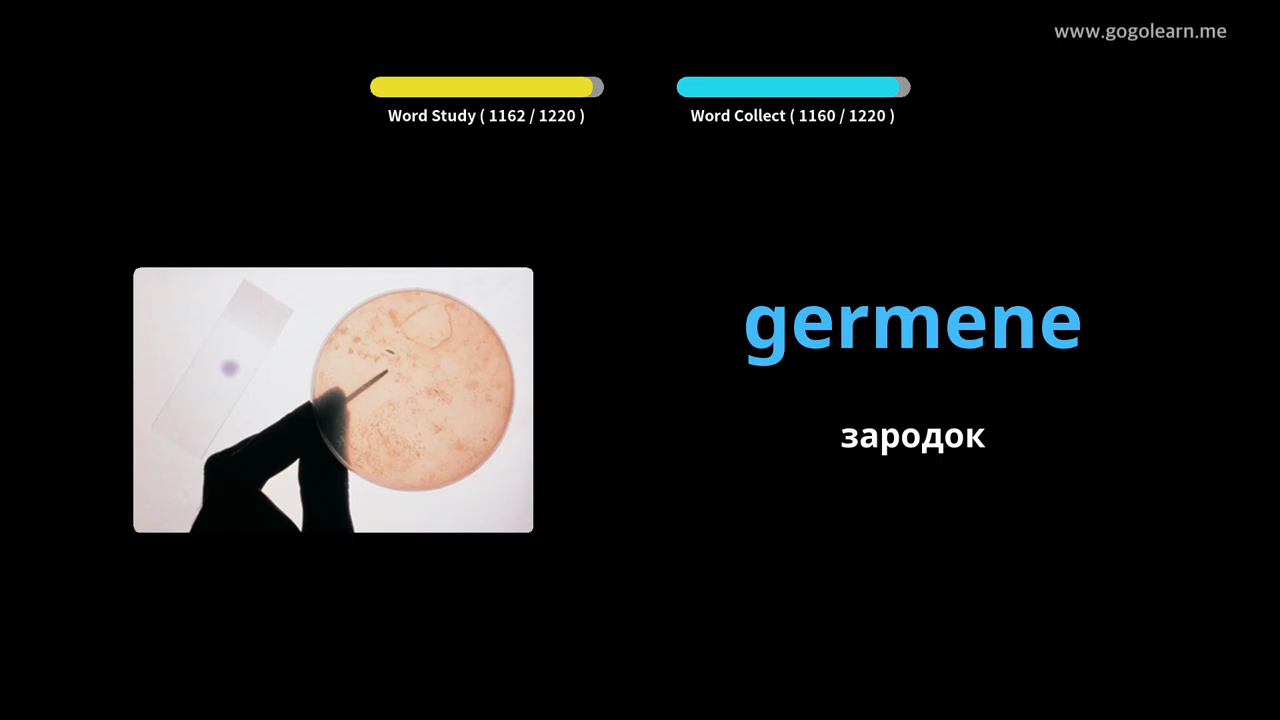 www.gogolearn.me
Word Study ( 1162 / 1220 )
Word Collect ( 1160 / 1220 )
germene
зародок